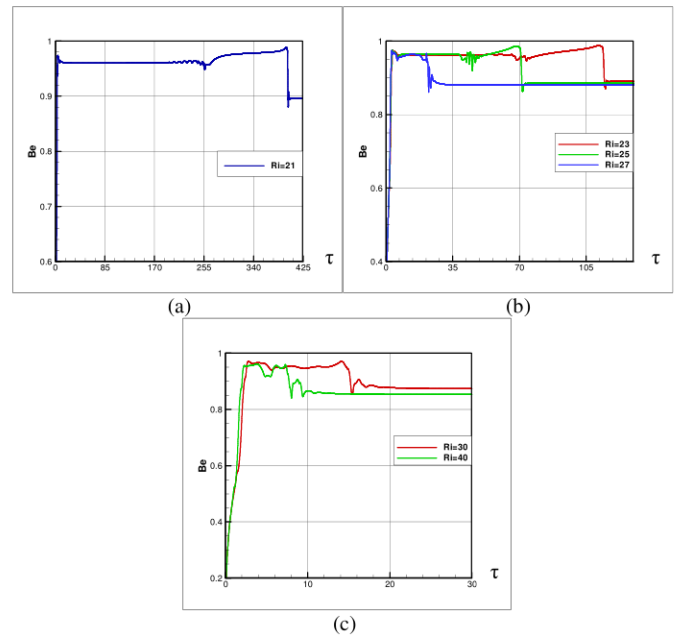 1
0.9
0.8
0.7
0.6
Be
Ri=21
0 85 170 255 340 425
τ
(a)
1
0.8
0.6
0.4
Be
Ri=23
Ri=25
Ri=27
0 35 70 105
τ
(b)
1
0.8
0.6
0.4
0.2
Be
Ri=30
Ri=40
0 10 20 30
τ
(c)